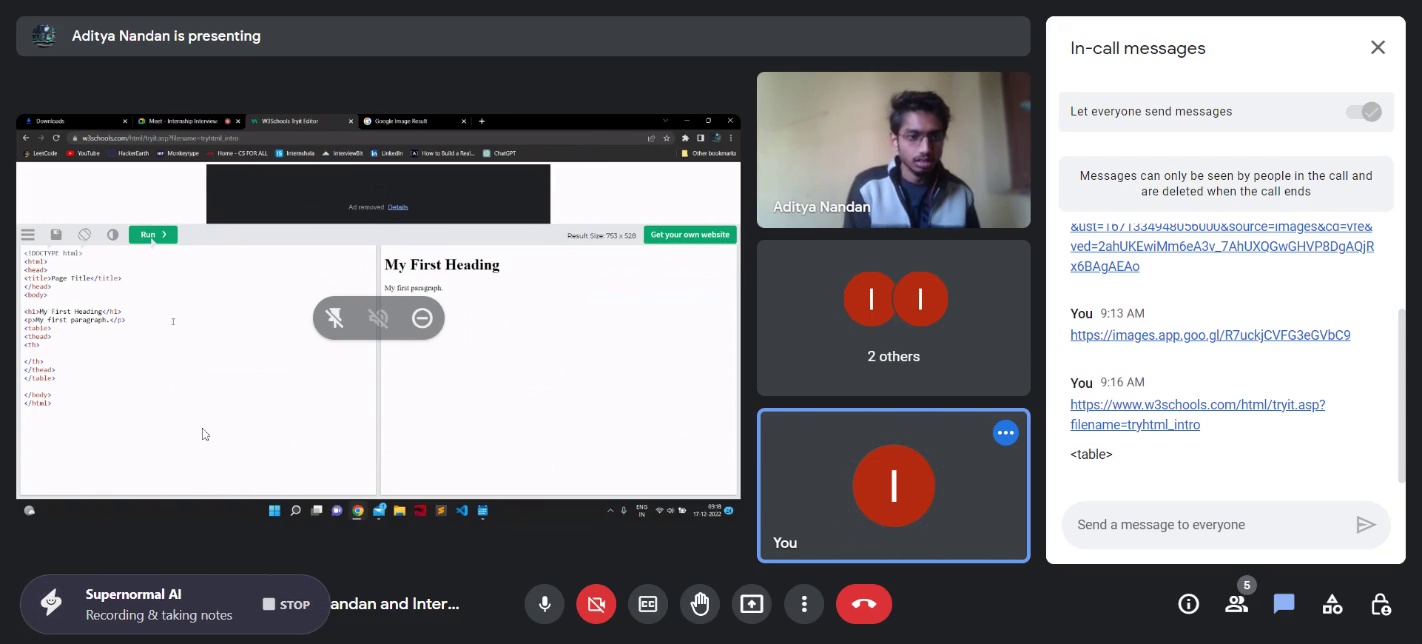 Aditya Nandan is presenting
Downloads
Meet - Internship Interview
W3Schools Tryit Editor
Google Image Result
w3schools.com/html/tryit.asp?filename=tryhtml_intro
LeetCode YouTube HackerEarth Monkeytype Home - CS FOR ALL Internshala InterviewBit LinkedIn How to Build a Real... ChatGPT Other bookmarks
Ad removed Details
Run ❯
Result Size: 753 x 528
Get your own website
<!DOCTYPE html>
<html>
<head>
<title>Page Title</title>
</head>
<body>
<h1>My First Heading</h1>
<p>My first paragraph.</p>
<table>
<thead>
<th>
</th>
</thead>
</table>
</body>
</html>
My First Heading
My first paragraph.
ENG
IN
09:18
17-12-2022
Aditya Nandan
I I
2 others
I
You
In-call messages
Let everyone send messages
Messages can only be seen by people in the call and
are deleted when the call ends
&ust=1671334948056000&source=images&cd=vfe&
ved=2ahUKEwiMm6eA3v_7AhUXQGwGHVP8DgAQjR
x6BAgAEAo
You 9:13 AM
https://images.app.goo.gl/R7uckjCVFG3eGVbC9
You 9:16 AM
https://www.w3schools.com/html/tryit.asp?
filename=tryhtml_intro
<table>
Send a message to everyone
Supernormal AI
Recording & taking notes
STOP
andan and Inter...
CC
5